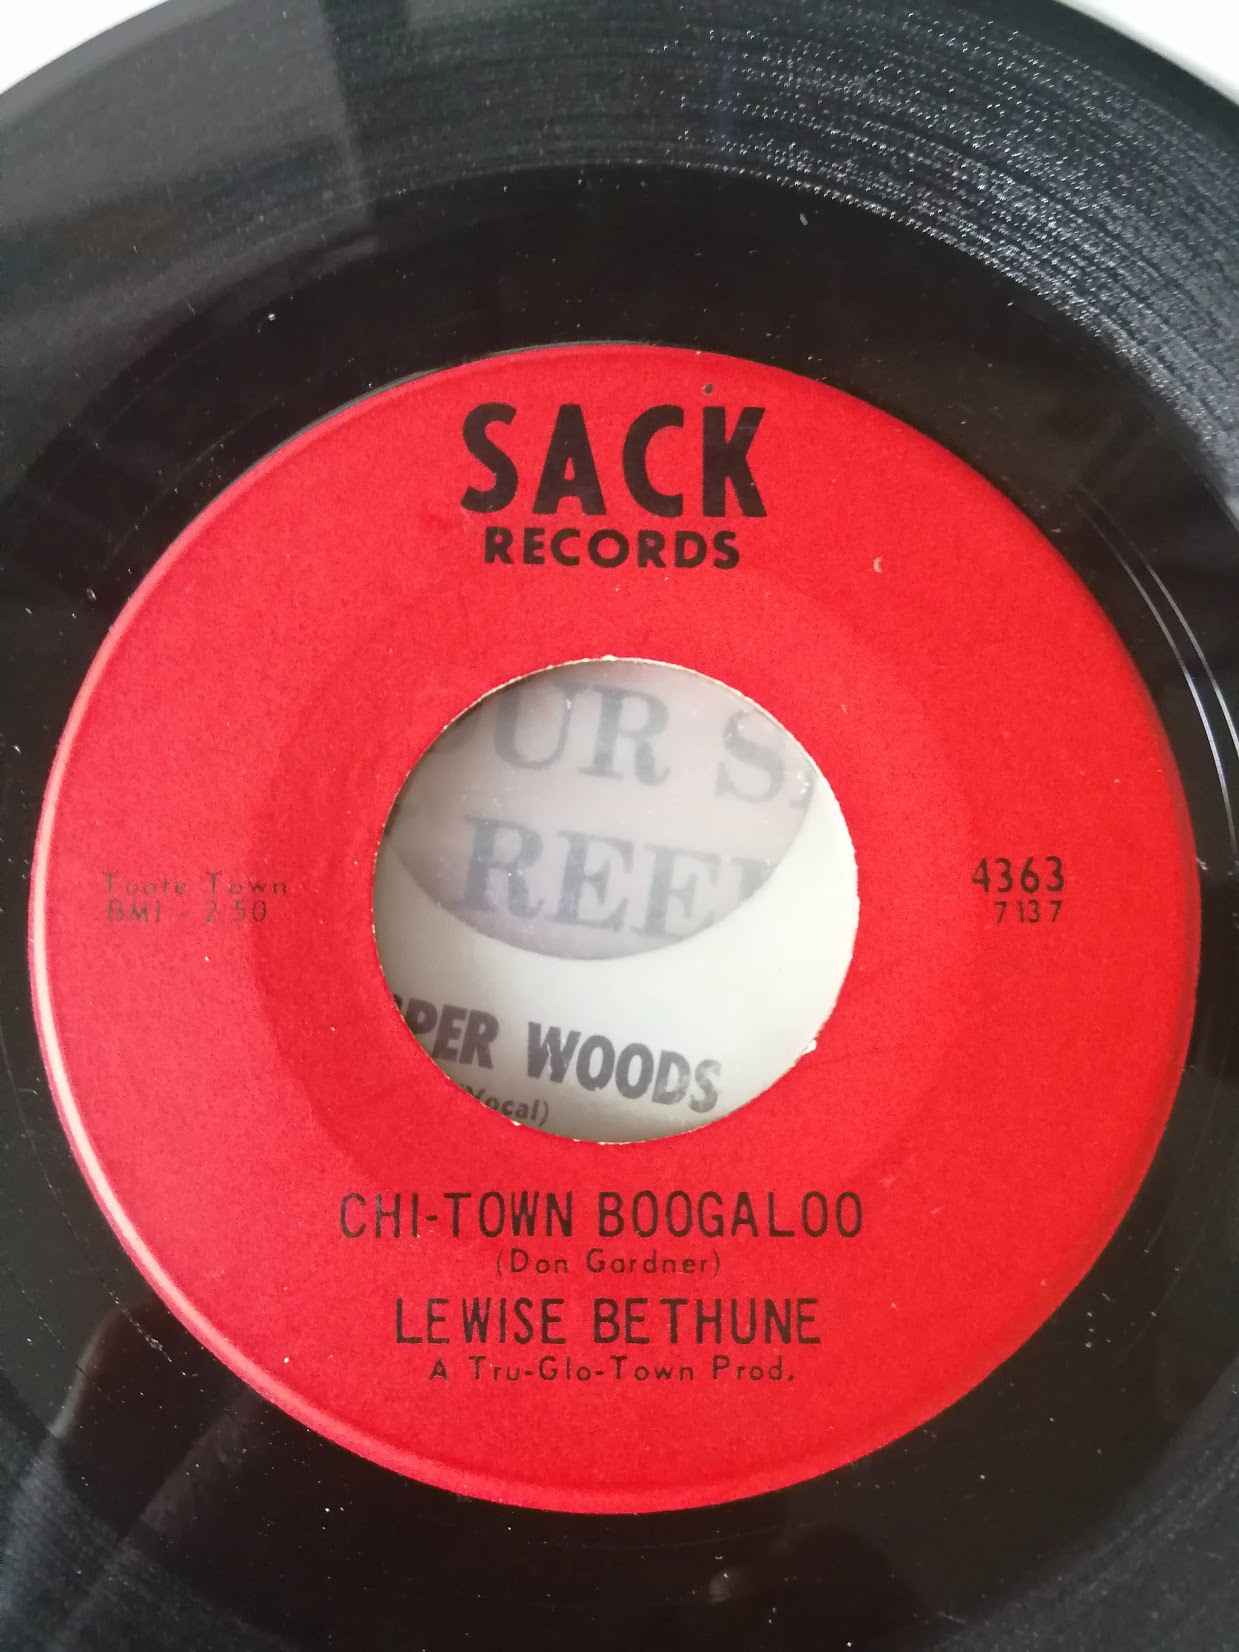 SACK
RECORDS
UR
REE
PER WOODS
(Vocal)
Town
BMI - 2:50
4363
7137
CHI-TOWN BOOGALOO
(Don Gardner)
LEWISE BETHUNE
A Tru-Glo-Town Prod.